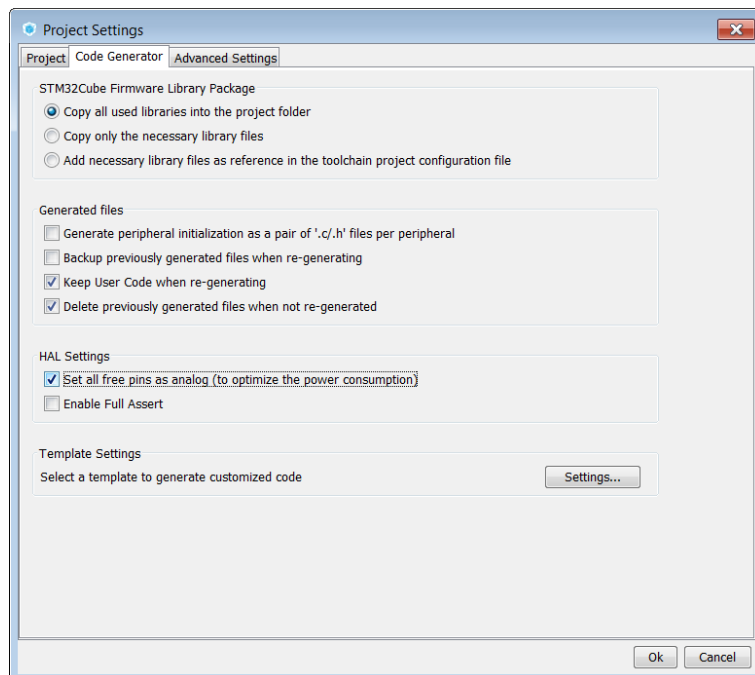 Project Settings
Project Code Generator Advanced Settings
STM32Cube Firmware Library Package
Copy all used libraries into the project folder
Copy only the necessary library files
Add necessary library files as reference in the toolchain project configuration file
Generated files
Generate peripheral initialization as a pair of '.c/.h' files per peripheral
Backup previously generated files when re-generating
Keep User Code when re-generating
Delete previously generated files when not re-generated
HAL Settings
Set all free pins as analog (to optimize the power consumption)
Enable Full Assert
Template Settings
Select a template to generate customized code Settings...
Ok Cancel